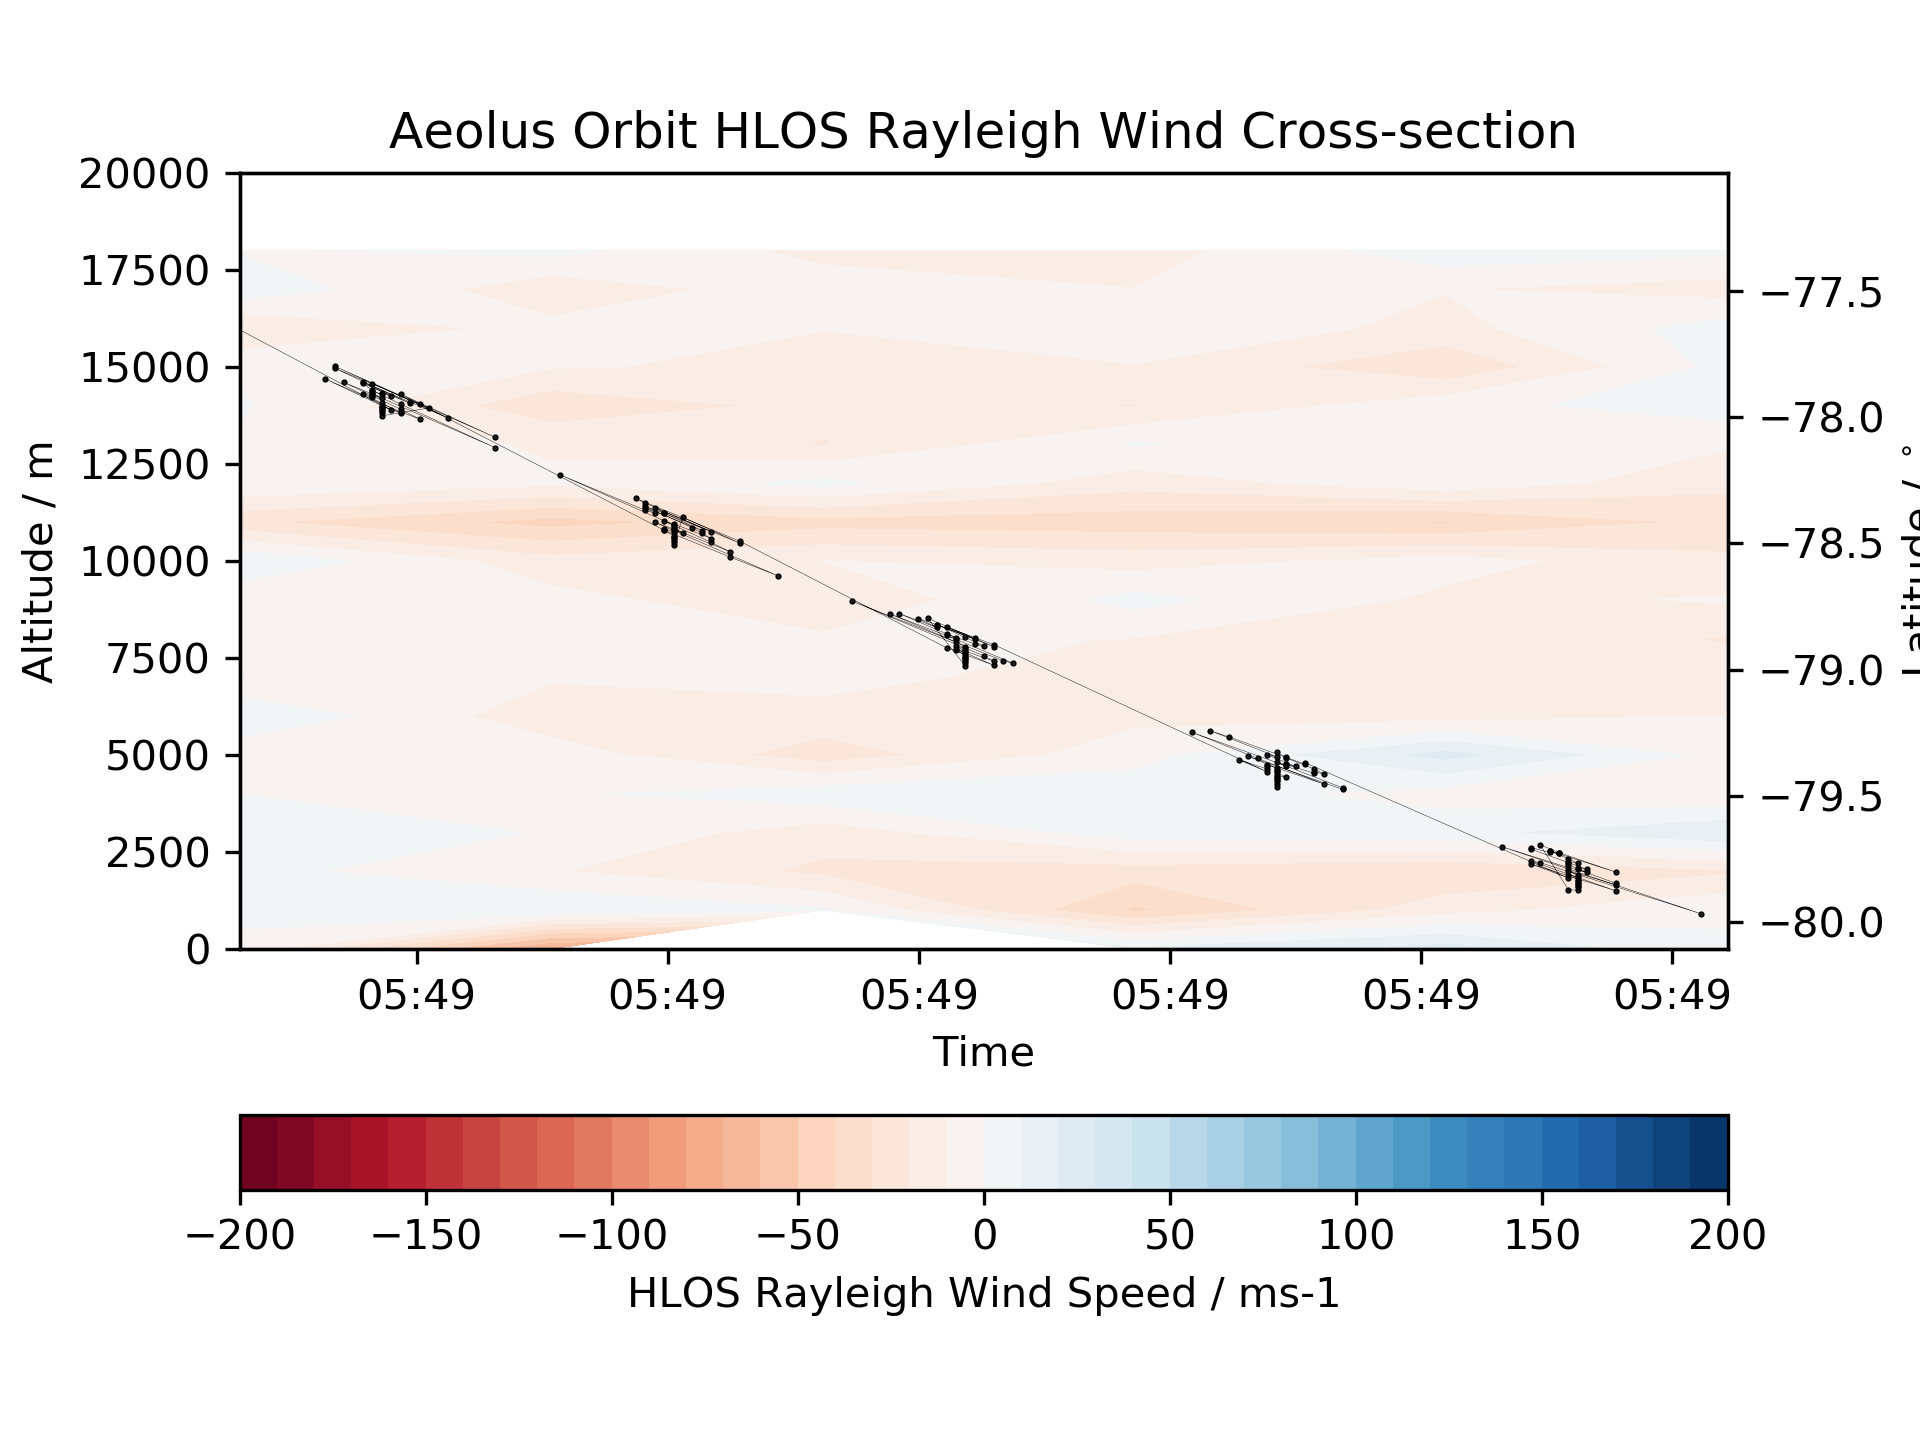 Aeolus Orbit HLOS Rayleigh Wind Cross-section
20000
17500
15000
12500
10000
7500
5000
2500
0
Altitude / m
−77.5
−78.0
−78.5
−79.0
−79.5
−80.0
Latitude / °
05:49 05:49 05:49 05:49 05:49 05:49
Time
−200 −150 −100 −50 0 50 100 150 200
HLOS Rayleigh Wind Speed / ms-1